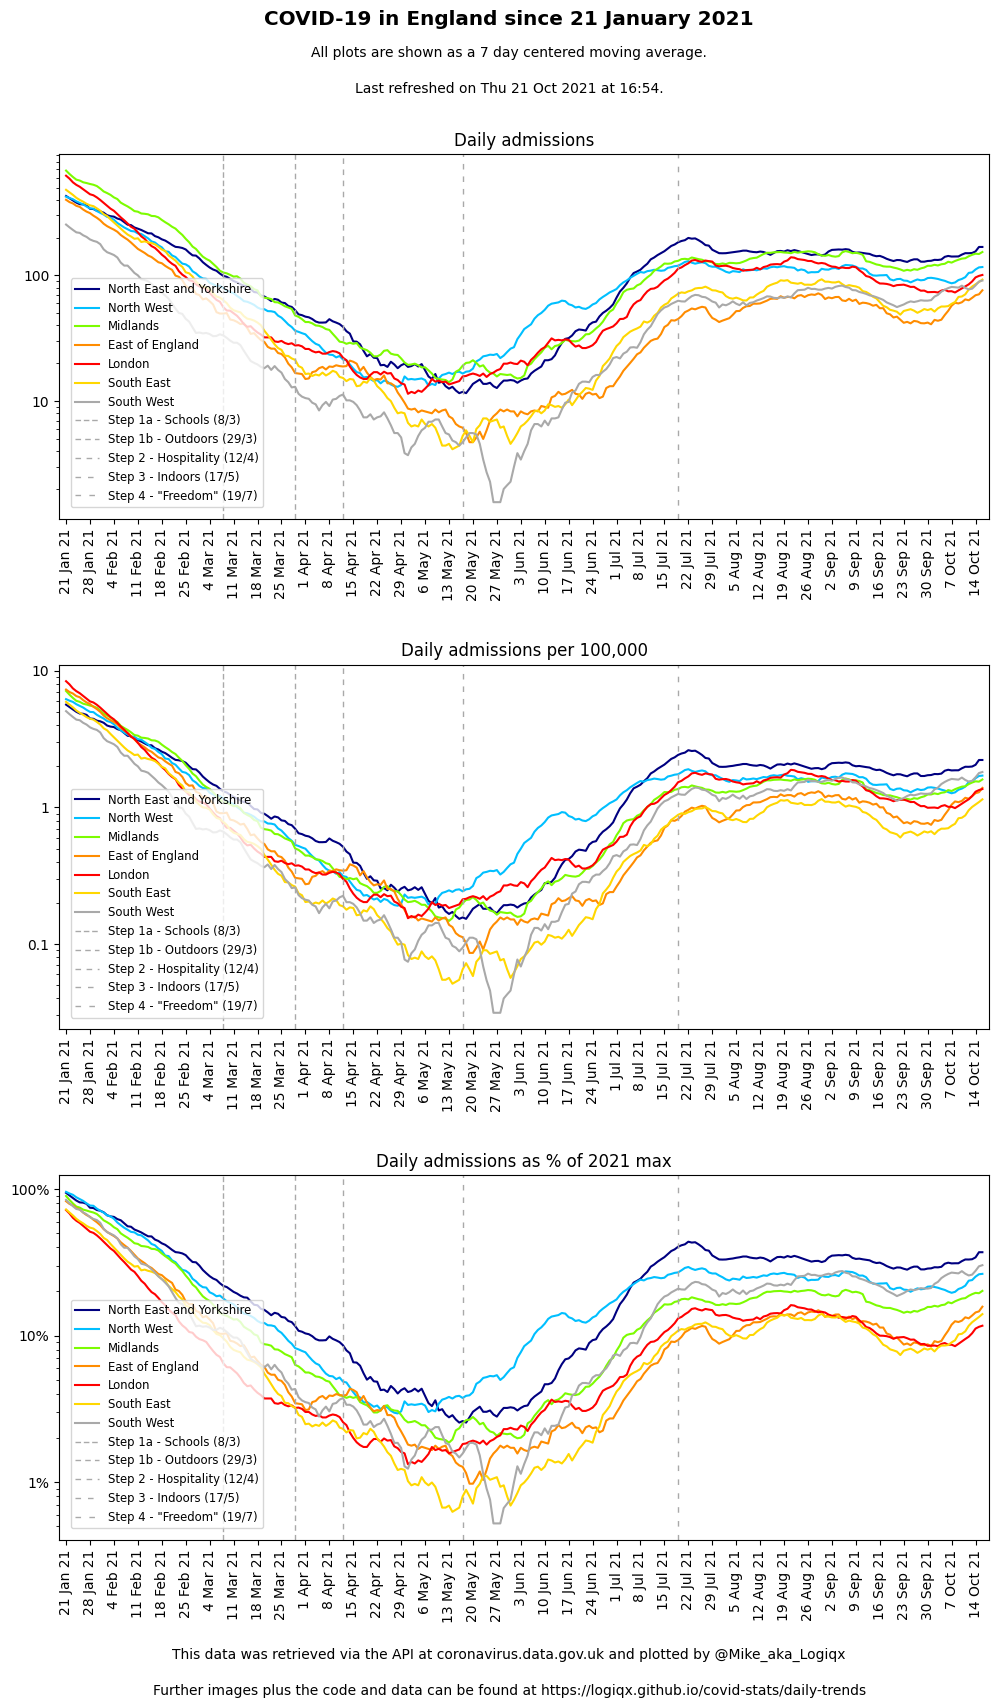 COVID-19 in England since 21 January 2021
All plots are shown as a 7 day centered moving average.
Last refreshed on Thu 21 Oct 2021 at 16:54.
Daily admissions
100
10
North East and Yorkshire
North West
Midlands
East of England
London
South East
South West
Step 1a - Schools (8/3)
Step 1b - Outdoors (29/3)
Step 2 - Hospitality (12/4)
Step 3 - Indoors (17/5)
Step 4 - "Freedom" (19/7)
21 Jan 21
28 Jan 21
4 Feb 21
11 Feb 21
18 Feb 21
25 Feb 21
4 Mar 21
11 Mar 21
18 Mar 21
25 Mar 21
1 Apr 21
8 Apr 21
15 Apr 21
22 Apr 21
29 Apr 21
6 May 21
13 May 21
20 May 21
27 May 21
3 Jun 21
10 Jun 21
17 Jun 21
24 Jun 21
1 Jul 21
8 Jul 21
15 Jul 21
22 Jul 21
29 Jul 21
5 Aug 21
12 Aug 21
19 Aug 21
26 Aug 21
2 Sep 21
9 Sep 21
16 Sep 21
23 Sep 21
30 Sep 21
7 Oct 21
14 Oct 21
Daily admissions per 100,000
10
1
0.1
North East and Yorkshire
North West
Midlands
East of England
London
South East
South West
Step 1a - Schools (8/3)
Step 1b - Outdoors (29/3)
Step 2 - Hospitality (12/4)
Step 3 - Indoors (17/5)
Step 4 - "Freedom" (19/7)
21 Jan 21
28 Jan 21
4 Feb 21
11 Feb 21
18 Feb 21
25 Feb 21
4 Mar 21
11 Mar 21
18 Mar 21
25 Mar 21
1 Apr 21
8 Apr 21
15 Apr 21
22 Apr 21
29 Apr 21
6 May 21
13 May 21
20 May 21
27 May 21
3 Jun 21
10 Jun 21
17 Jun 21
24 Jun 21
1 Jul 21
8 Jul 21
15 Jul 21
22 Jul 21
29 Jul 21
5 Aug 21
12 Aug 21
19 Aug 21
26 Aug 21
2 Sep 21
9 Sep 21
16 Sep 21
23 Sep 21
30 Sep 21
7 Oct 21
14 Oct 21
Daily admissions as % of 2021 max
100%
10%
1%
North East and Yorkshire
North West
Midlands
East of England
London
South East
South West
Step 1a - Schools (8/3)
Step 1b - Outdoors (29/3)
Step 2 - Hospitality (12/4)
Step 3 - Indoors (17/5)
Step 4 - "Freedom" (19/7)
21 Jan 21
28 Jan 21
4 Feb 21
11 Feb 21
18 Feb 21
25 Feb 21
4 Mar 21
11 Mar 21
18 Mar 21
25 Mar 21
1 Apr 21
8 Apr 21
15 Apr 21
22 Apr 21
29 Apr 21
6 May 21
13 May 21
20 May 21
27 May 21
3 Jun 21
10 Jun 21
17 Jun 21
24 Jun 21
1 Jul 21
8 Jul 21
15 Jul 21
22 Jul 21
29 Jul 21
5 Aug 21
12 Aug 21
19 Aug 21
26 Aug 21
2 Sep 21
9 Sep 21
16 Sep 21
23 Sep 21
30 Sep 21
7 Oct 21
14 Oct 21
This data was retrieved via the API at coronavirus.data.gov.uk and plotted by @Mike_aka_Logiqx
Further images plus the code and data can be found at https://logiqx.github.io/covid-stats/daily-trends